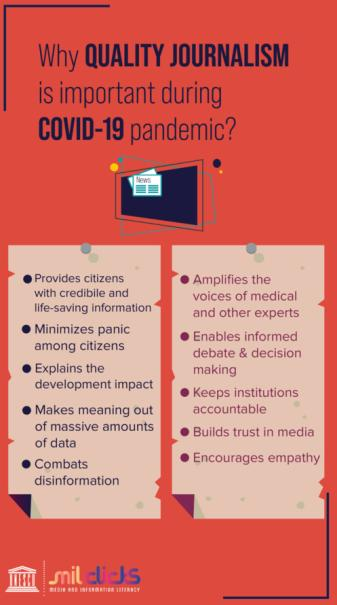 Why QUALITY JOURNALISM
is important during
COVID-19 pandemic?
News
Provides citizens
with credibile and
life-saving information
Minimizes panic
among citizens
Explains the
development impact
Makes meaning out
of massive amounts
of data
Combats
disinformation
Amplifies the
voices of medical
and other experts
Enables informed
debate & decision
making
Keeps institutions
accountable
Builds trust in media
Encourages empathy
mil clicks
MEDIA AND INFORMATION LITERACY